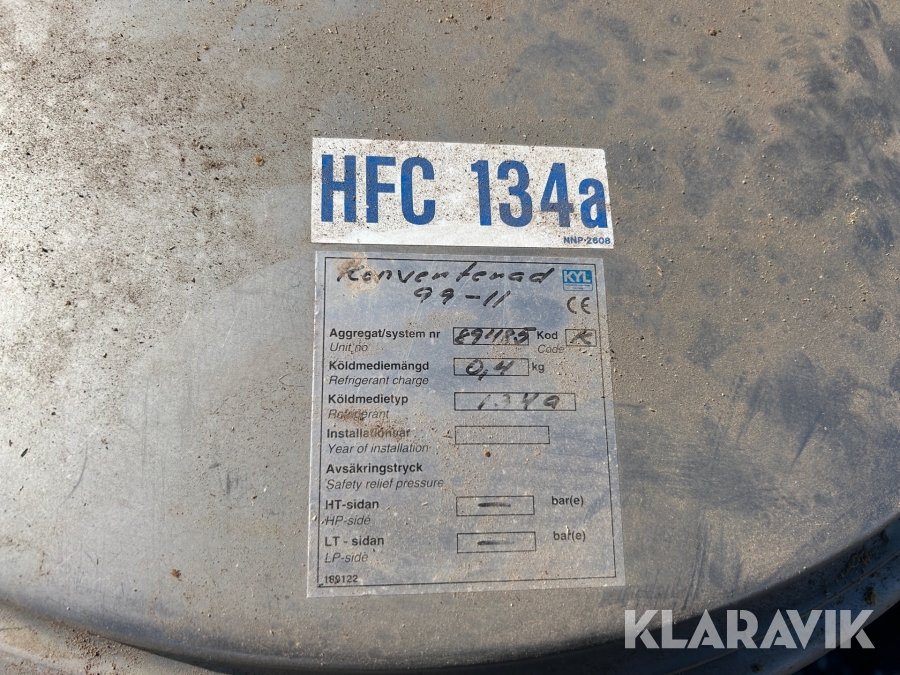 HFC 134a
NNP-2608
Konverterad
99-11
KYL
CE
Aggregat/system nr 89485 Kod K
Unit no Code
Köldmediemängd 0,4 kg
Refrigerant charge
Köldmedietyp 134a
Refrigerant
Installationsår
Year of installation
Avsäkringstryck
Safety relief pressure
HT-sidan — bar(e)
HP-side
LT - sidan — bar(e)
LP-side
189122
KLARAVIK